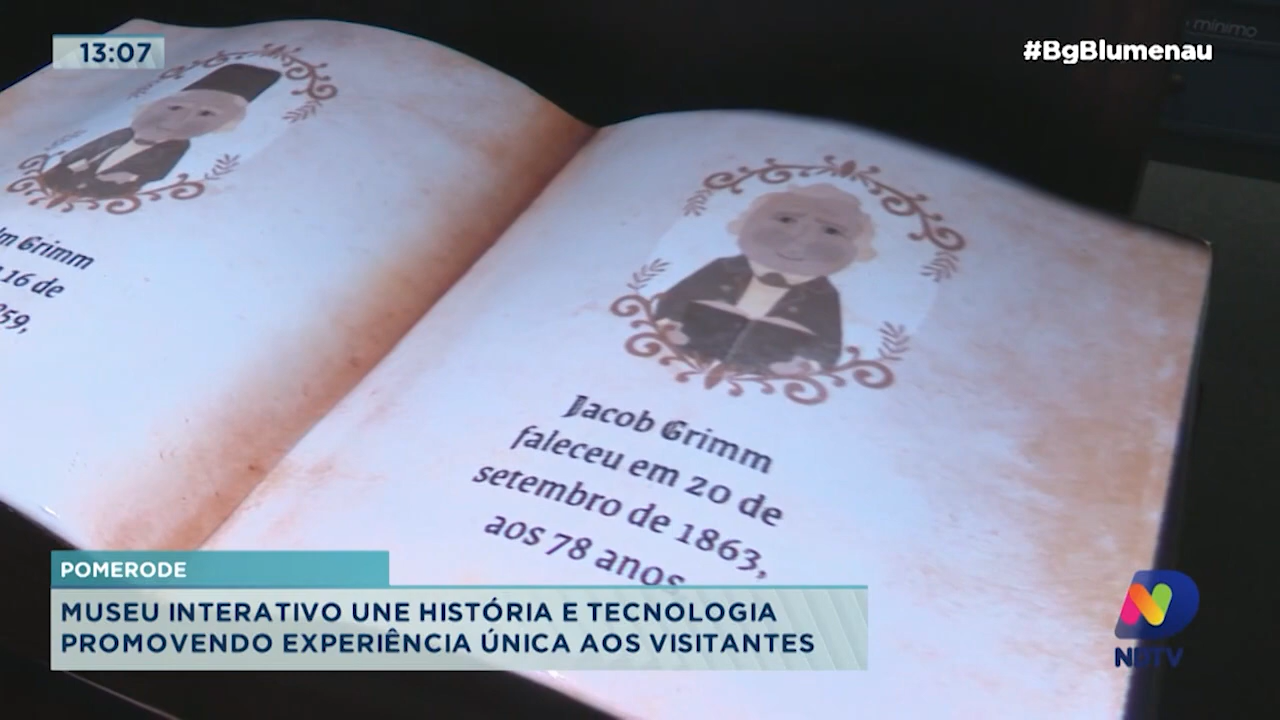 13:07
#BgBlumenau
mínimo
Grimm
16 de
59,
Jacob Grimm
faleceu em 20 de
setembro de 1863,
aos 78 anos
POMERODE
MUSEU INTERATIVO UNE HISTÓRIA E TECNOLOGIA
PROMOVENDO EXPERIÊNCIA ÚNICA AOS VISITANTES
NDTV